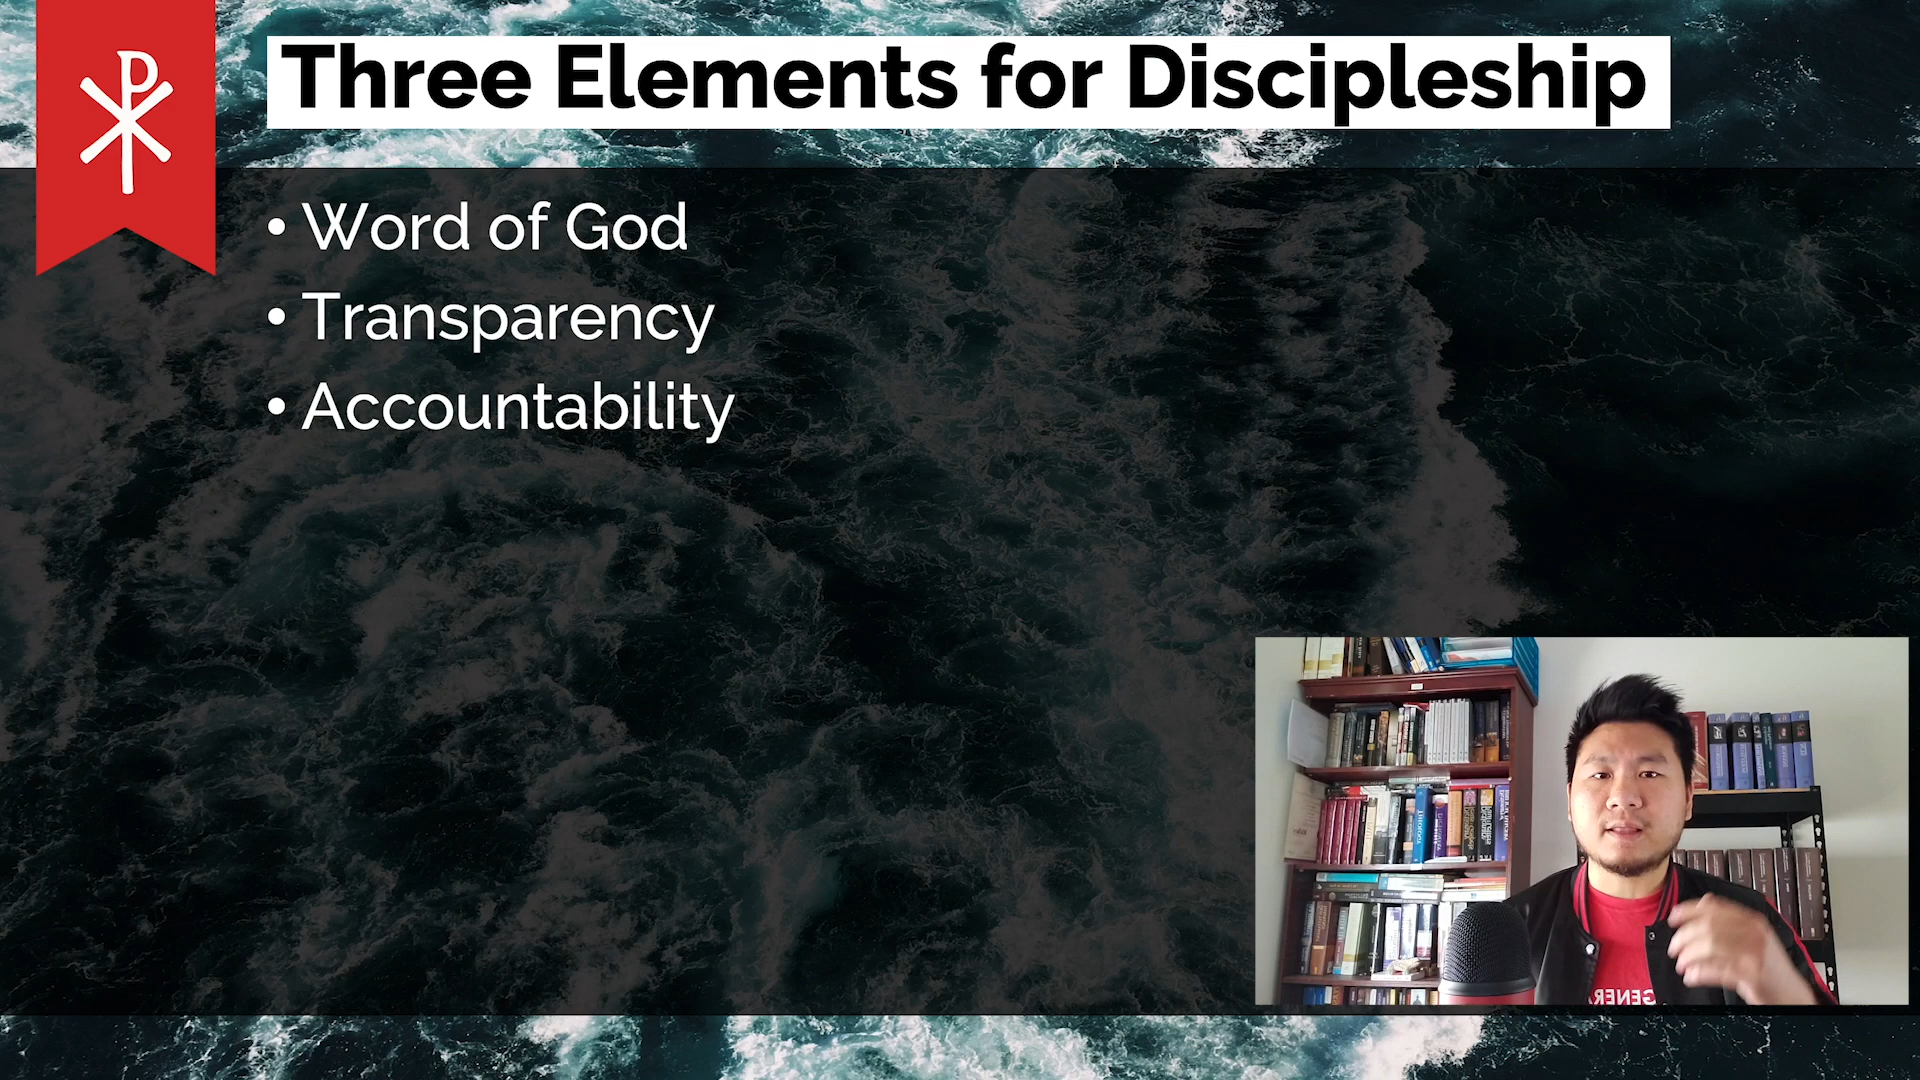 Three Elements for Discipleship
• Word of God
• Transparency
• Accountability